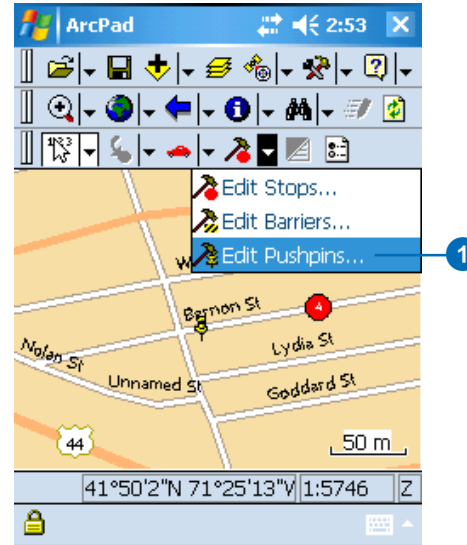 ArcPad 2:53
Edit Stops...
Edit Barriers...
Edit Pushpins...
1
W
Bernon St
4
Lydia St
Nolan St
Unnamed St
Goddard St
44
50 m
41°50'2"N 71°25'13"W 1:5746 Z